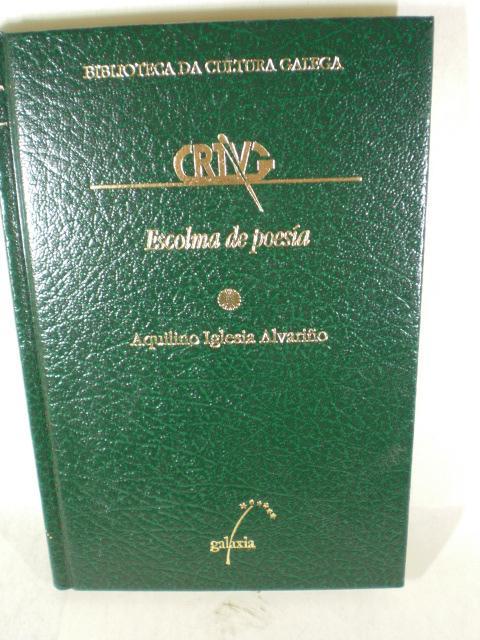 BIBLIOTECA DA CULTURA GALEGA
CRTVG
Escolma de poesía
Aquilino Iglesia Alvariño
galaxia